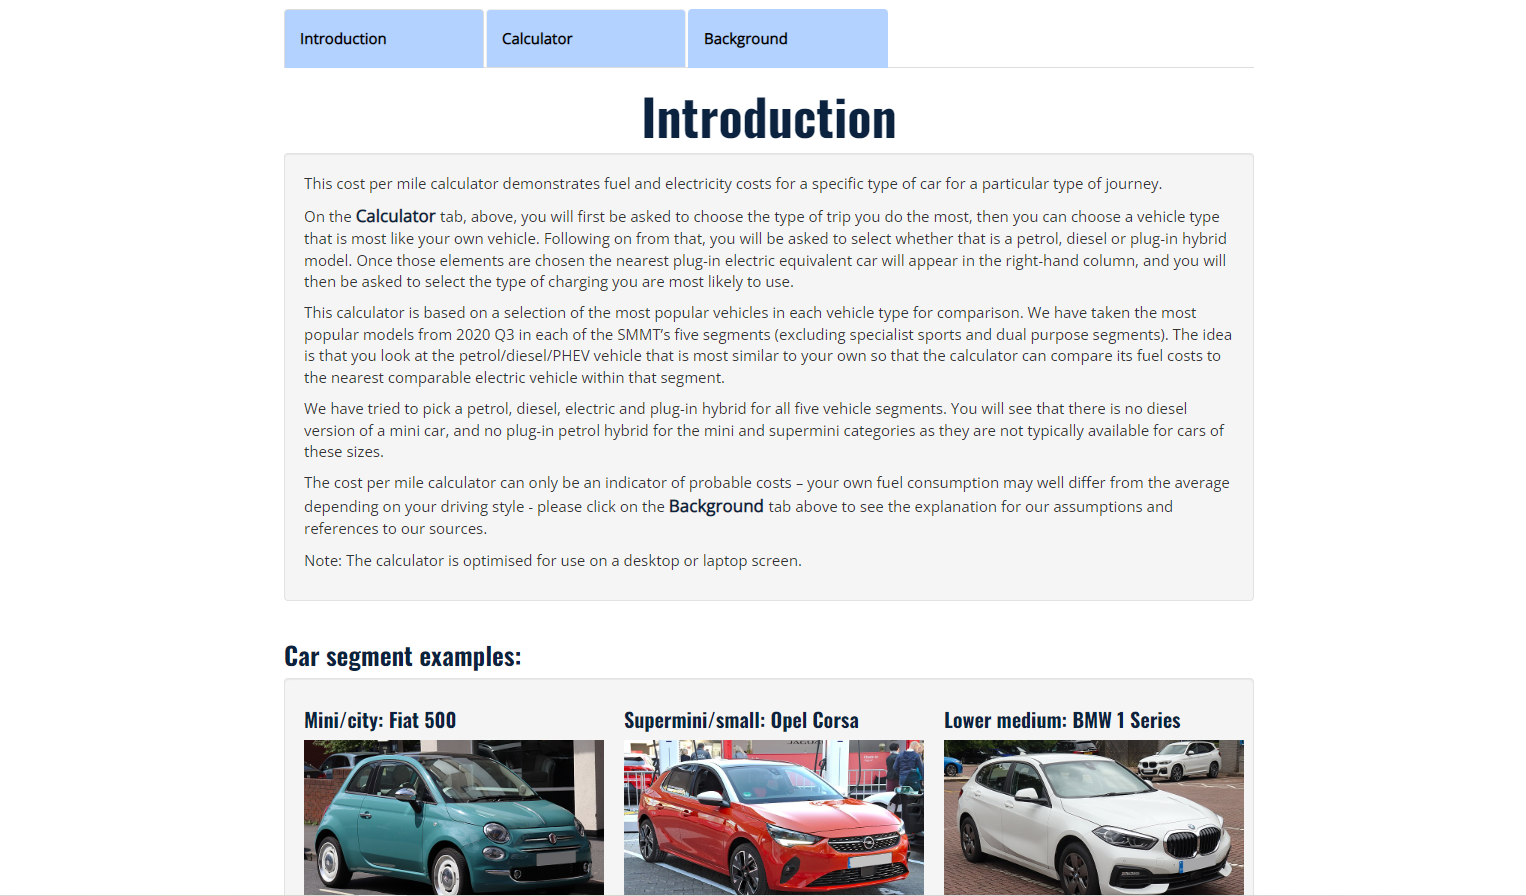 Introduction
Calculator
Background
Introduction
This cost per mile calculator demonstrates fuel and electricity costs for a specific type of car for a particular type of journey.
On the Calculator tab, above, you will first be asked to choose the type of trip you do the most, then you can choose a vehicle type
that is most like your own vehicle. Following on from that, you will be asked to select whether that is a petrol, diesel or plug-in hybrid
model. Once those elements are chosen the nearest plug-in electric equivalent car will appear in the right-hand column, and you will
then be asked to select the type of charging you are most likely to use.
This calculator is based on a selection of the most popular vehicles in each vehicle type for comparison. We have taken the most
popular models from 2020 Q3 in each of the SMMT’s five segments (excluding specialist sports and dual purpose segments). The idea
is that you look at the petrol/diesel/PHEV vehicle that is most similar to your own so that the calculator can compare its fuel costs to
the nearest comparable electric vehicle within that segment.
We have tried to pick a petrol, diesel, electric and plug-in hybrid for all five vehicle segments. You will see that there is no diesel
version of a mini car, and no plug-in petrol hybrid for the mini and supermini categories as they are not typically available for cars of
these sizes.
The cost per mile calculator can only be an indicator of probable costs – your own fuel consumption may well differ from the average
depending on your driving style - please click on the Background tab above to see the explanation for our assumptions and
references to our sources.
Note: The calculator is optimised for use on a desktop or laptop screen.
Car segment examples:
Mini/city: Fiat 500
Supermini/small: Opel Corsa
Lower medium: BMW 1 Series